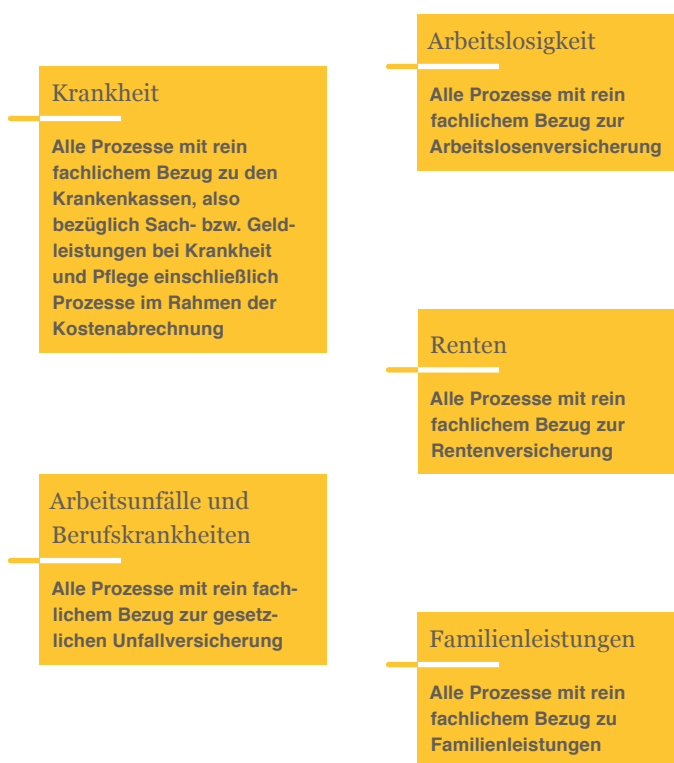 Krankheit
Alle Prozesse mit rein
fachlichem Bezug zu den
Krankenkassen, also
bezüglich Sach- bzw. Geld-
leistungen bei Krankheit
und Pflege einschließlich
Prozesse im Rahmen der
Kostenabrechnung
Arbeitsunfälle und
Berufskrankheiten
Alle Prozesse mit rein fach-
lichem Bezug zur gesetz-
lichen Unfallversicherung
Arbeitslosigkeit
Alle Prozesse mit rein
fachlichem Bezug zur
Arbeitslosenversicherung
Renten
Alle Prozesse mit rein
fachlichem Bezug zur
Rentenversicherung
Familienleistungen
Alle Prozesse mit rein
fachlichem Bezug zu
Familienleistungen